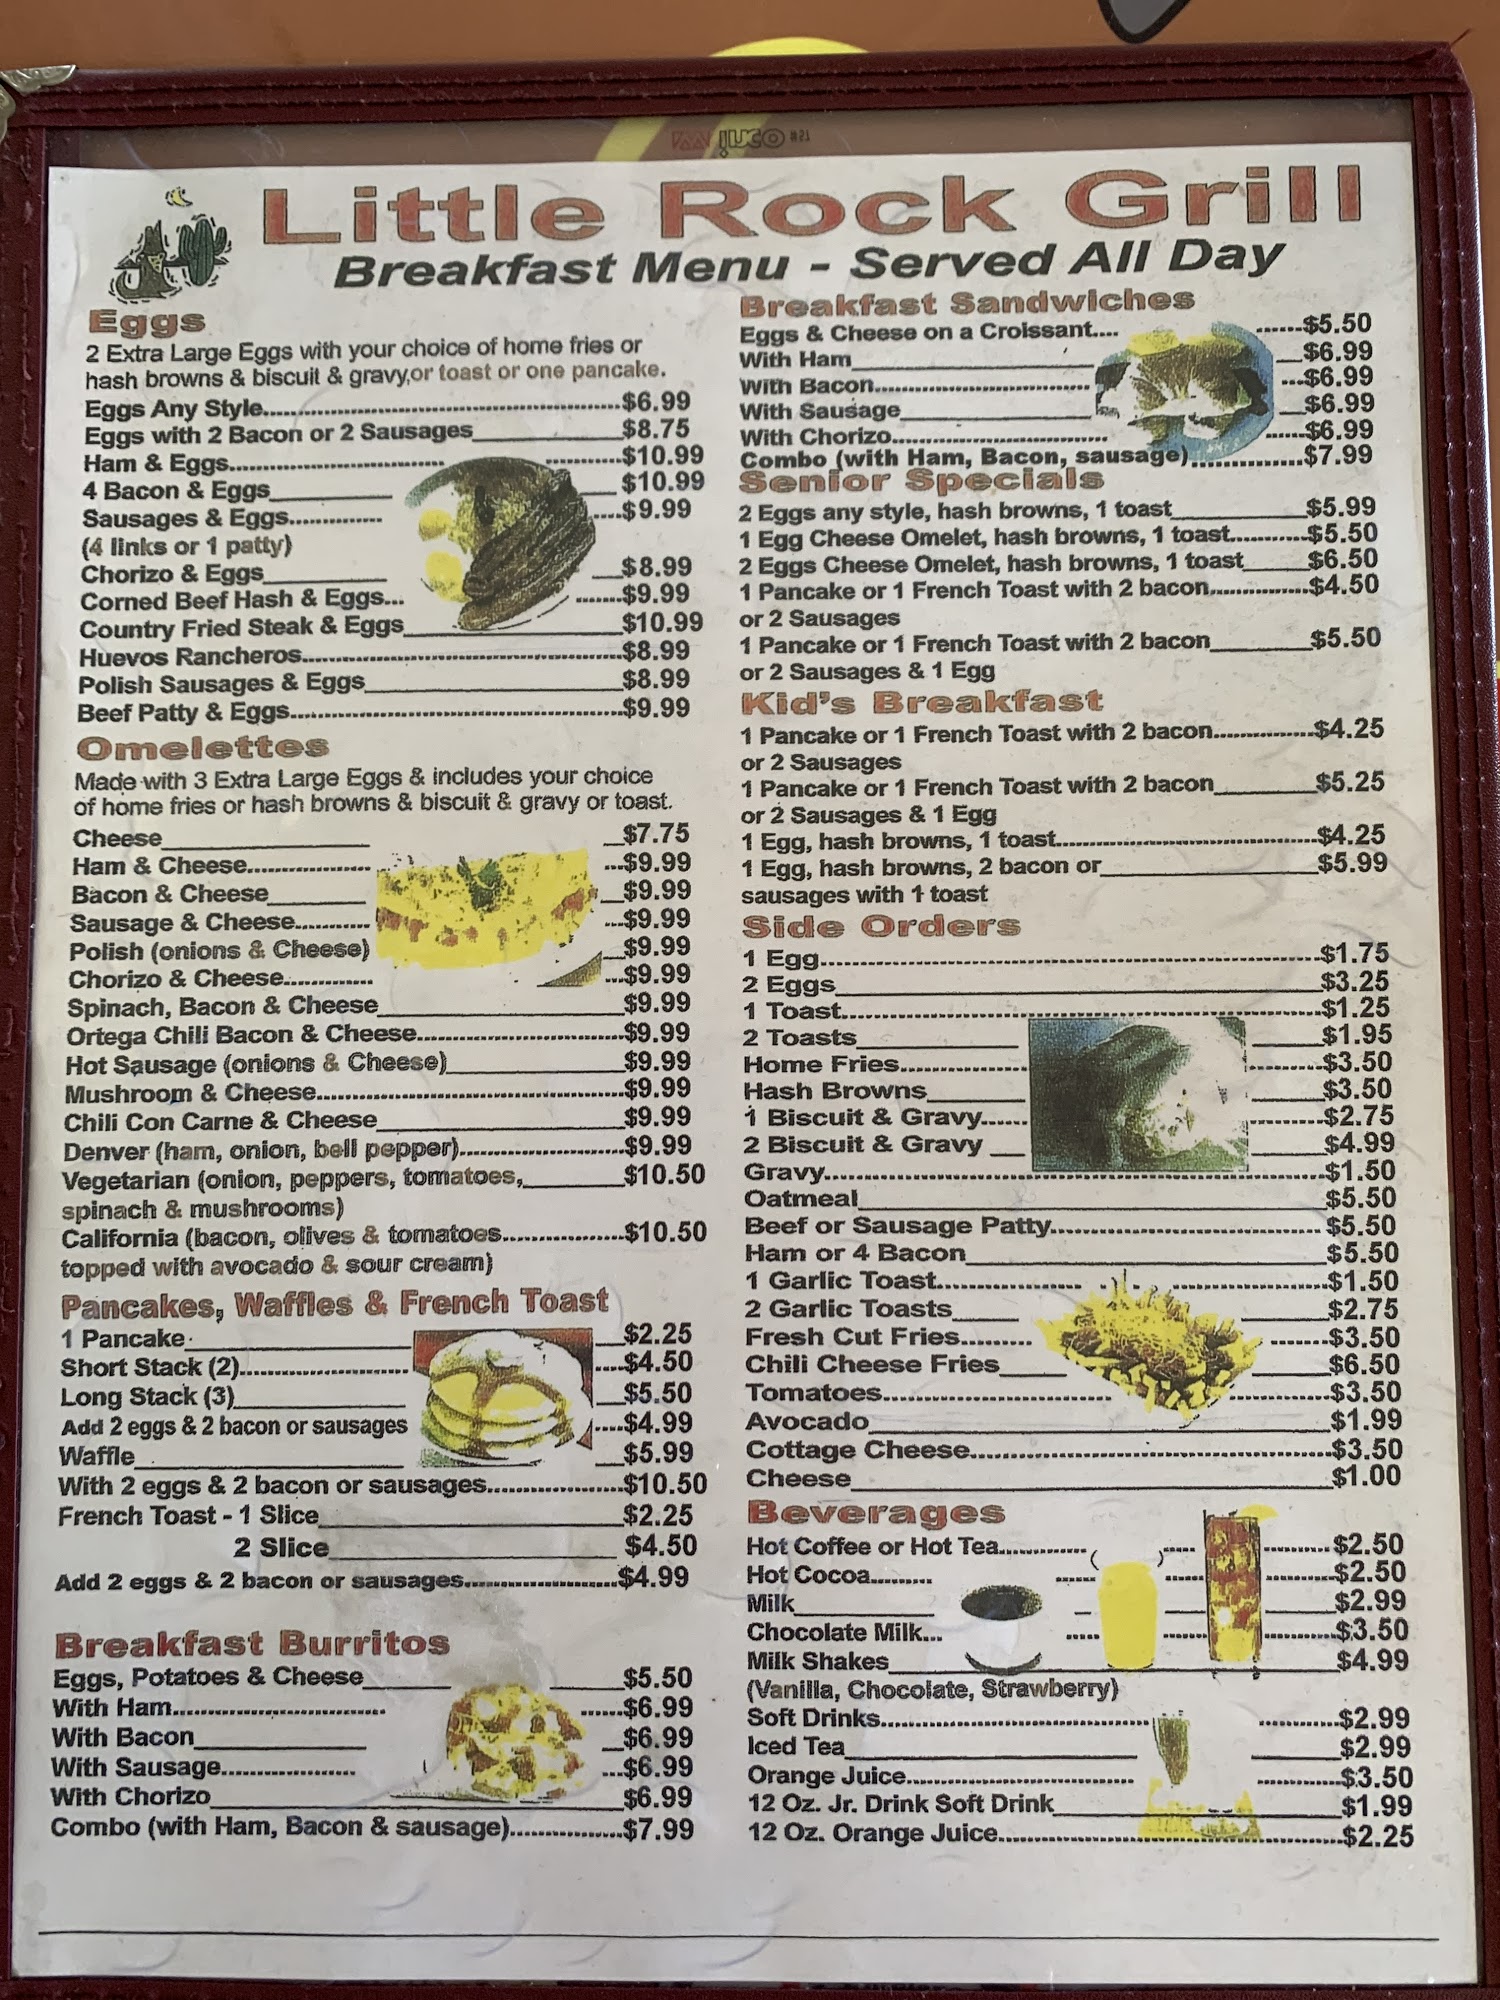 Little Rock Grill
Breakfast Menu - Served All Day
Eggs
2 Extra Large Eggs with your choice of home fries or
hash browns & biscuit & gravy,or toast or one pancake.
Eggs Any Style $6.99
Eggs with 2 Bacon or 2 Sausages $8.75
Ham & Eggs $10.99
4 Bacon & Eggs $10.99
Sausages & Eggs $9.99
(4 links or 1 patty)
Chorizo & Eggs $8.99
Corned Beef Hash & Eggs $9.99
Country Fried Steak & Eggs $10.99
Huevos Rancheros $8.99
Polish Sausages & Eggs $8.99
Beef Patty & Eggs $9.99
Omelettes
Made with 3 Extra Large Eggs & includes your choice
of home fries or hash browns & biscuit & gravy or toast.
Cheese $7.75
Ham & Cheese $9.99
Bacon & Cheese $9.99
Sausage & Cheese $9.99
Polish (onions & Cheese) $9.99
Chorizo & Cheese $9.99
Spinach, Bacon & Cheese $9.99
Ortega Chili Bacon & Cheese $9.99
Hot Sausage (onions & Cheese) $9.99
Mushroom & Cheese $9.99
Chili Con Carne & Cheese $9.99
Denver (ham, onion, bell pepper) $9.99
Vegetarian (onion, peppers, tomatoes, $10.50
spinach & mushrooms)
California (bacon, olives & tomatoes $10.50
topped with avocado & sour cream)
Pancakes, Waffles & French Toast
1 Pancake $2.25
Short Stack (2) $4.50
Long Stack (3) $5.50
Add 2 eggs & 2 bacon or sausages $4.99
Waffle $5.99
With 2 eggs & 2 bacon or sausages $10.50
French Toast - 1 Slice $2.25
2 Slice $4.50
Add 2 eggs & 2 bacon or sausages $4.99
Breakfast Burritos
Eggs, Potatoes & Cheese $5.50
With Ham $6.99
With Bacon $6.99
With Sausage $6.99
With Chorizo $6.99
Combo (with Ham, Bacon & sausage) $7.99
Breakfast Sandwiches
Eggs & Cheese on a Croissant $5.50
With Ham $6.99
With Bacon $6.99
With Sausage $6.99
With Chorizo $6.99
Combo (with Ham, Bacon, sausage) $7.99
Senior Specials
2 Eggs any style, hash browns, 1 toast $5.99
1 Egg Cheese Omelet, hash browns, 1 toast $5.50
2 Eggs Cheese Omelet, hash browns, 1 toast $6.50
1 Pancake or 1 French Toast with 2 bacon $4.50
or 2 Sausages
1 Pancake or 1 French Toast with 2 bacon $5.50
or 2 Sausages & 1 Egg
Kid's Breakfast
1 Pancake or 1 French Toast with 2 bacon $4.25
or 2 Sausages
1 Pancake or 1 French Toast with 2 bacon $5.25
or 2 Sausages & 1 Egg
1 Egg, hash browns, 1 toast $4.25
1 Egg, hash browns, 2 bacon or $5.99
sausages with 1 toast
Side Orders
1 Egg $1.75
2 Eggs $3.25
1 Toast $1.25
2 Toasts $1.95
Home Fries $3.50
Hash Browns $3.50
1 Biscuit & Gravy $2.75
2 Biscuit & Gravy $4.99
Gravy $1.50
Oatmeal $5.50
Beef or Sausage Patty $5.50
Ham or 4 Bacon $5.50
1 Garlic Toast $1.50
2 Garlic Toasts $2.75
Fresh Cut Fries $3.50
Chili Cheese Fries $6.50
Tomatoes $3.50
Avocado $1.99
Cottage Cheese $3.50
Cheese $1.00
Beverages
Hot Coffee or Hot Tea $2.50
Hot Cocoa $2.50
Milk $2.99
Chocolate Milk $3.50
Milk Shakes $4.99
(Vanilla, Chocolate, Strawberry)
Soft Drinks $2.99
Iced Tea $2.99
Orange Juice $3.50
12 Oz. Jr. Drink Soft Drink $1.99
12 Oz. Orange Juice $2.25